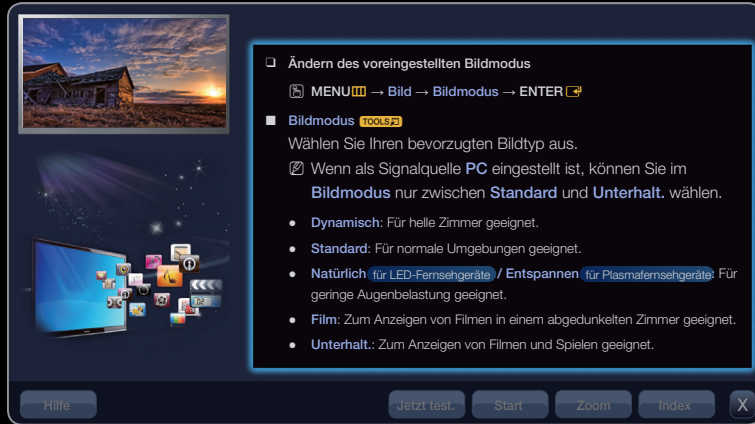 Ändern des voreingestellten Bildmodus
MENU → Bild → Bildmodus → ENTER
Bildmodus TOOLS
Wählen Sie Ihren bevorzugten Bildtyp aus.
Wenn als Signalquelle PC eingestellt ist, können Sie im
Bildmodus nur zwischen Standard und Unterhalt. wählen.
Dynamisch: Für helle Zimmer geeignet.
Standard: Für normale Umgebungen geeignet.
Natürlich für LED-Fernsehgeräte / Entspannen für Plasmafernsehgeräte: Für
geringe Augenbelastung geeignet.
Film: Zum Anzeigen von Filmen in einem abgedunkelten Zimmer geeignet.
Unterhalt.: Zum Anzeigen von Filmen und Spielen geeignet.
Hilfe Jetzt test. Start Zoom Index X